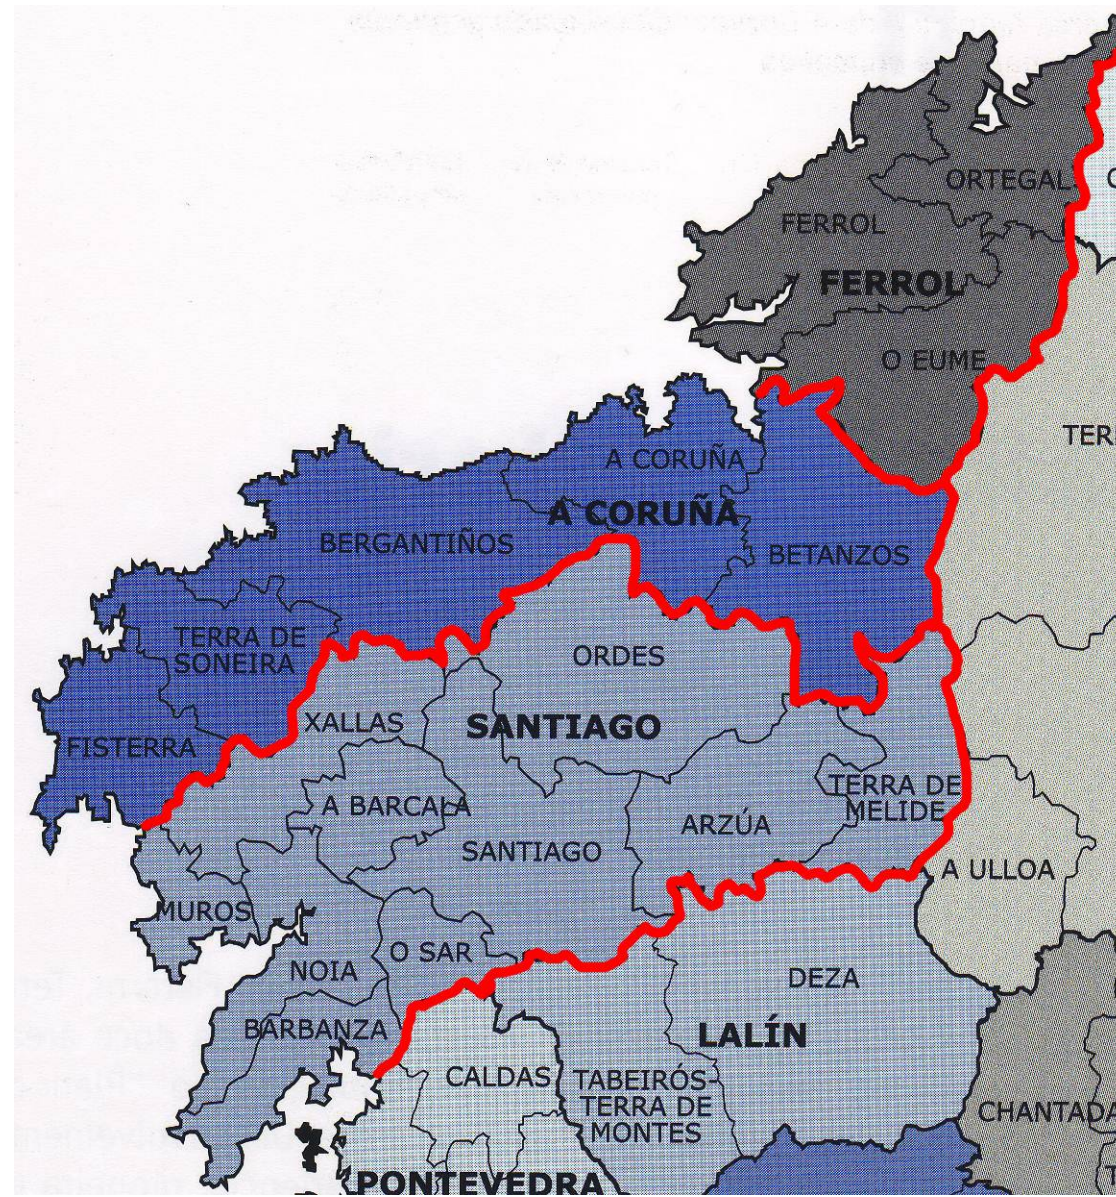 ORTEGAL
FERROL
FERROL
O EUME
TER
A CORUÑA
A CORUÑA
BERGANTIÑOS
BETANZOS
TERRA DE
SONEIRA
ORDES
XALLAS
SANTIAGO
FISTERRA
TERRA DE
MELIDE
A BARCALA
ARZÚA
SANTIAGO
A ULLOA
MUROS
O SAR
NOIA
DEZA
BARBANZA
LALÍN
CALDAS
TABEIRÓS-
TERRA DE
MONTES
CHANTADA
PONTEVEDRA